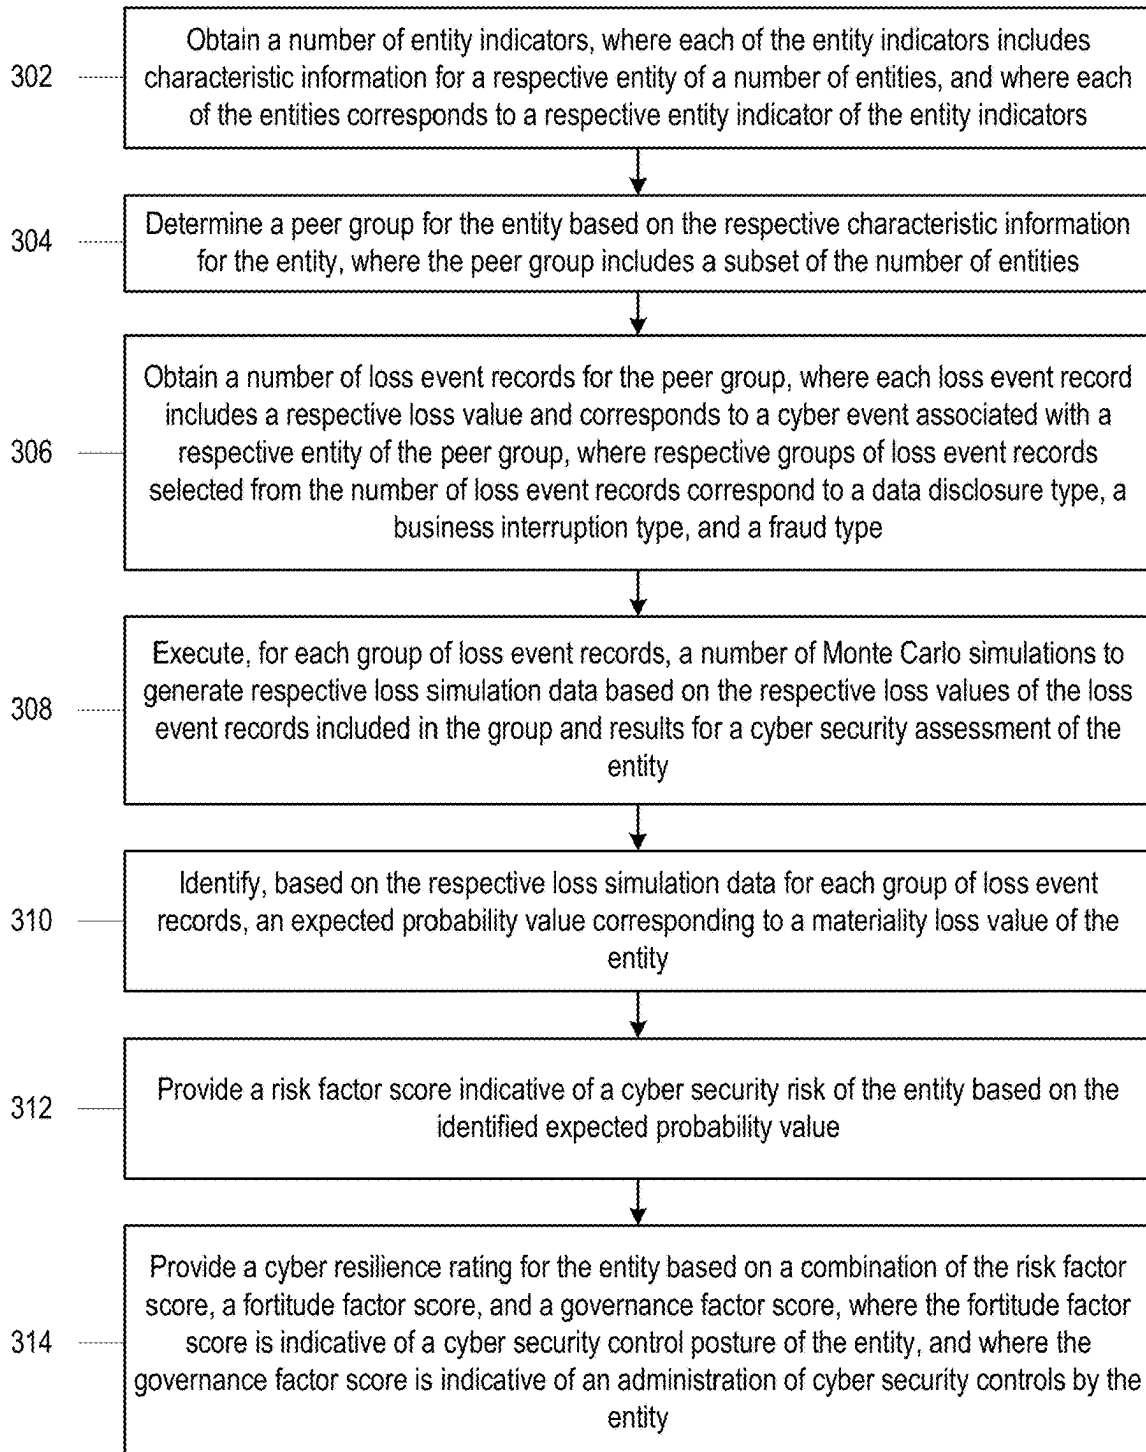 302
Obtain a number of entity indicators, where each of the entity indicators includes
characteristic information for a respective entity of a number of entities, and where each
of the entities corresponds to a respective entity indicator of the entity indicators
304
Determine a peer group for the entity based on the respective characteristic information
for the entity, where the peer group includes a subset of the number of entities
306
Obtain a number of loss event records for the peer group, where each loss event record
includes a respective loss value and corresponds to a cyber event associated with a
respective entity of the peer group, where respective groups of loss event records
selected from the number of loss event records correspond to a data disclosure type, a
business interruption type, and a fraud type
308
Execute, for each group of loss event records, a number of Monte Carlo simulations to
generate respective loss simulation data based on the respective loss values of the loss
event records included in the group and results for a cyber security assessment of the
entity
310
Identify, based on the respective loss simulation data for each group of loss event
records, an expected probability value corresponding to a materiality loss value of the
entity
312
Provide a risk factor score indicative of a cyber security risk of the entity based on the
identified expected probability value
314
Provide a cyber resilience rating for the entity based on a combination of the risk factor
score, a fortitude factor score, and a governance factor score, where the fortitude factor
score is indicative of a cyber security control posture of the entity, and where the
governance factor score is indicative of an administration of cyber security controls by the
entity